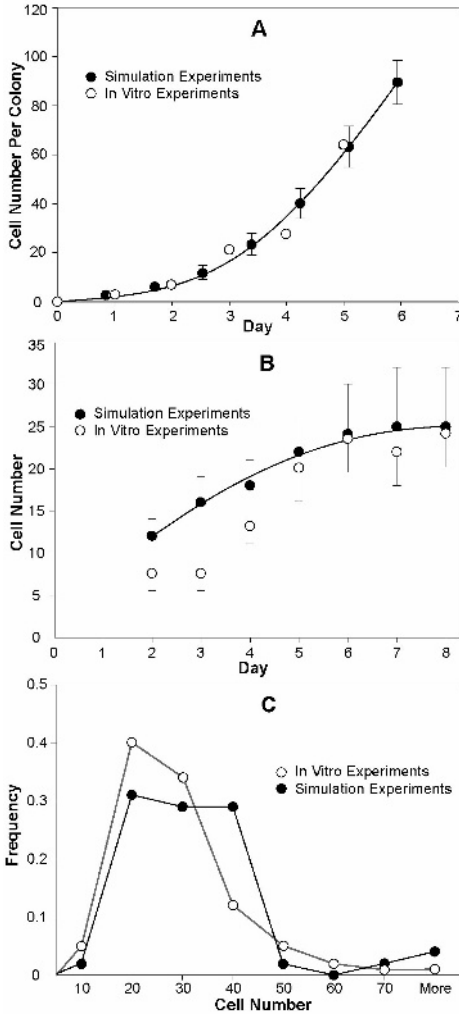 A
Simulation Experiments
In Vitro Experiments
Cell Number Per Colony
120
100
80
60
40
20
0
0 1 2 3 4 5 6 7
Day
B
Simulation Experiments
In Vitro Experiments
Cell Number
35
30
25
20
15
10
5
0
0 1 2 3 4 5 6 7 8
Day
C
In Vitro Experiments
Simulation Experiments
Frequency
0.5
0.4
0.3
0.2
0.1
0
10 20 30 40 50 60 70 More
Cell Number